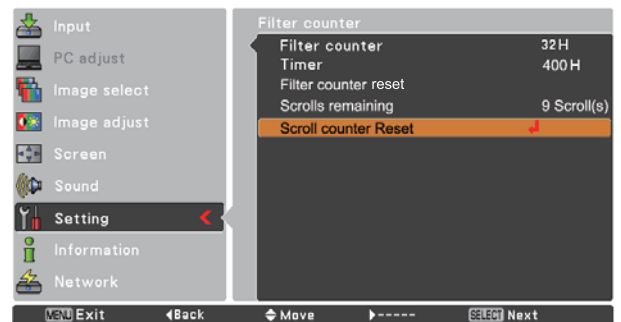 Input
PC adjust
Image select
Image adjust
Screen
Sound
Setting
Information
Network
Filter counter
Filter counter 32H
Timer 400H
Filter counter reset
Scrolls remaining 9 Scroll(s)
Scroll counter Reset
MENU Exit ◀Back Move ▶----- SELECT Next